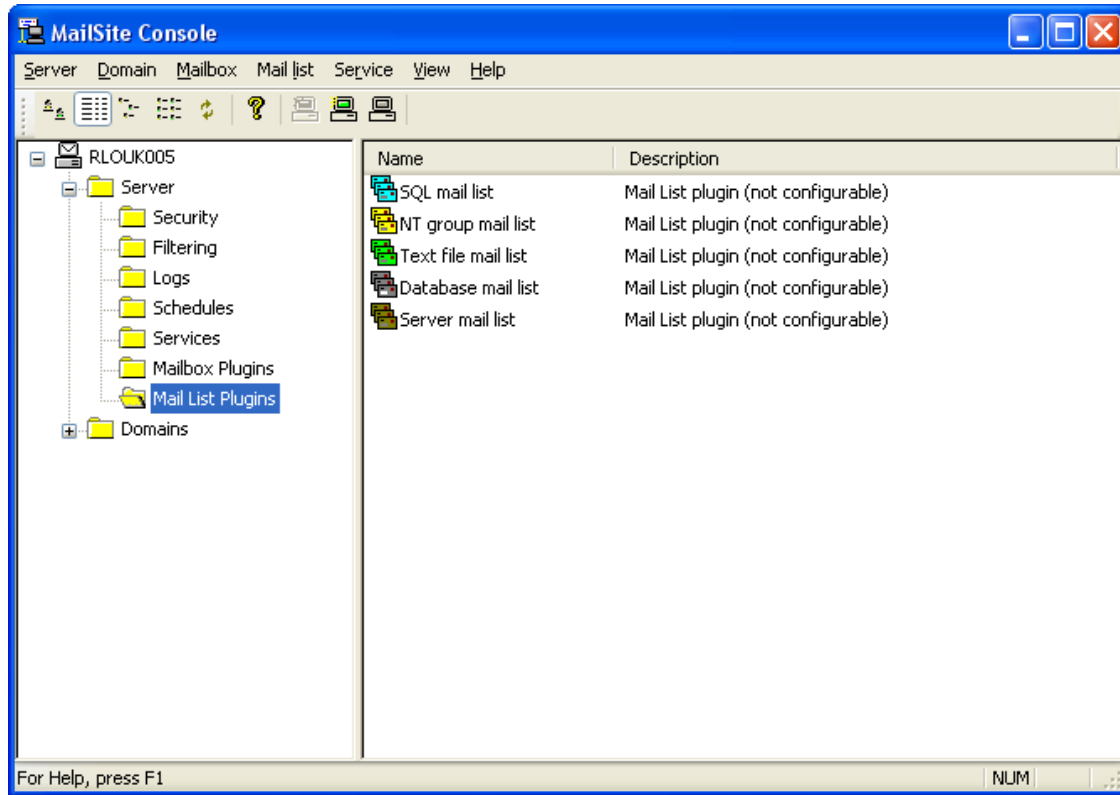 MailSite Console
Server Domain Mailbox Mail list Service View Help
RLOUK005
Server
Security
Filtering
Logs
Schedules
Services
Mailbox Plugins
Mail List Plugins
Domains
Name Description
SQL mail list Mail List plugin (not configurable)
NT group mail list Mail List plugin (not configurable)
Text file mail list Mail List plugin (not configurable)
Database mail list Mail List plugin (not configurable)
Server mail list Mail List plugin (not configurable)
For Help, press F1 NUM